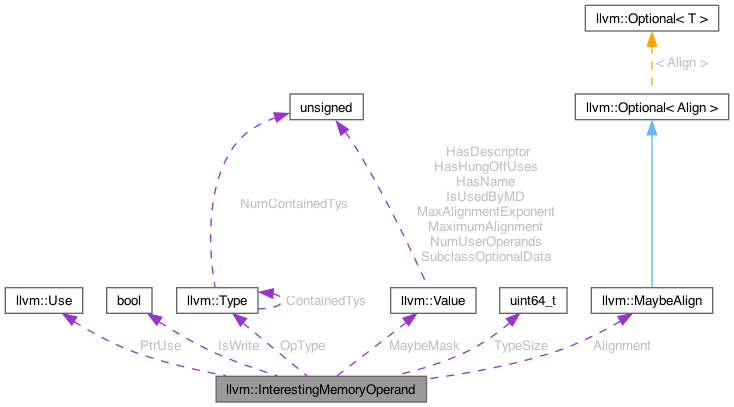 llvm::Optional< T >
< Align >
unsigned
llvm::Optional< Align >
HasDescriptor
HasHungOffUses
HasName
IsUsedByMD
MaxAlignmentExponent
MaximumAlignment
NumUserOperands
SubclassOptionalData
NumContainedTys
llvm::Use
bool
llvm::Type
ContainedTys
llvm::Value
uint64_t
llvm::MaybeAlign
PtrUse
IsWrite
OpType
MaybeMask
TypeSize
Alignment
llvm::InterestingMemoryOperand